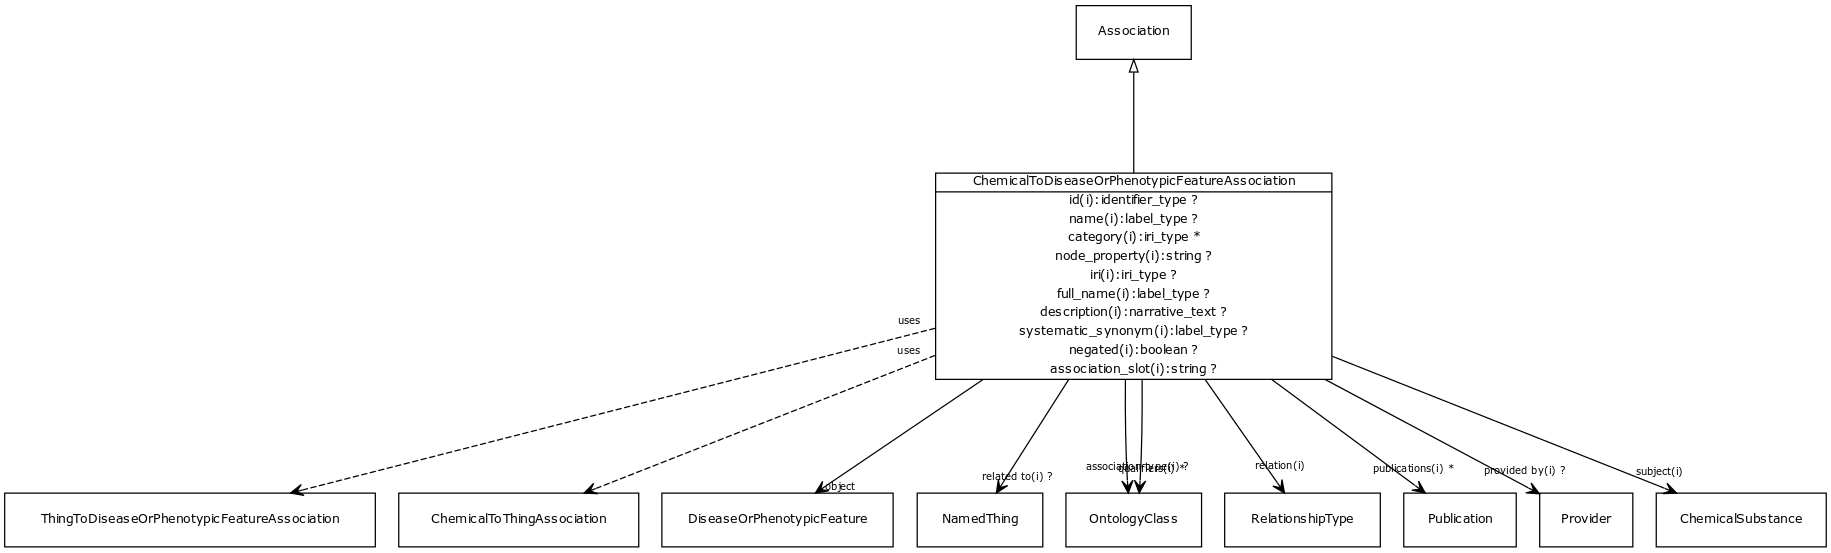 Association
ChemicalToDiseaseOrPhenotypicFeatureAssociation
id(i):identifier_type ?
name(i):label_type ?
category(i):iri_type *
node_property(i):string ?
iri(i):iri_type ?
full_name(i):label_type ?
description(i):narrative_text ?
systematic_synonym(i):label_type ?
negated(i):boolean ?
association_slot(i):string ?
uses
uses
object
related to(i) ?
association type(i) ?
qualifiers(i) *
relation(i)
publications(i) *
provided by(i) ?
subject(i)
ThingToDiseaseOrPhenotypicFeatureAssociation
ChemicalToThingAssociation
DiseaseOrPhenotypicFeature
NamedThing
OntologyClass
RelationshipType
Publication
Provider
ChemicalSubstance